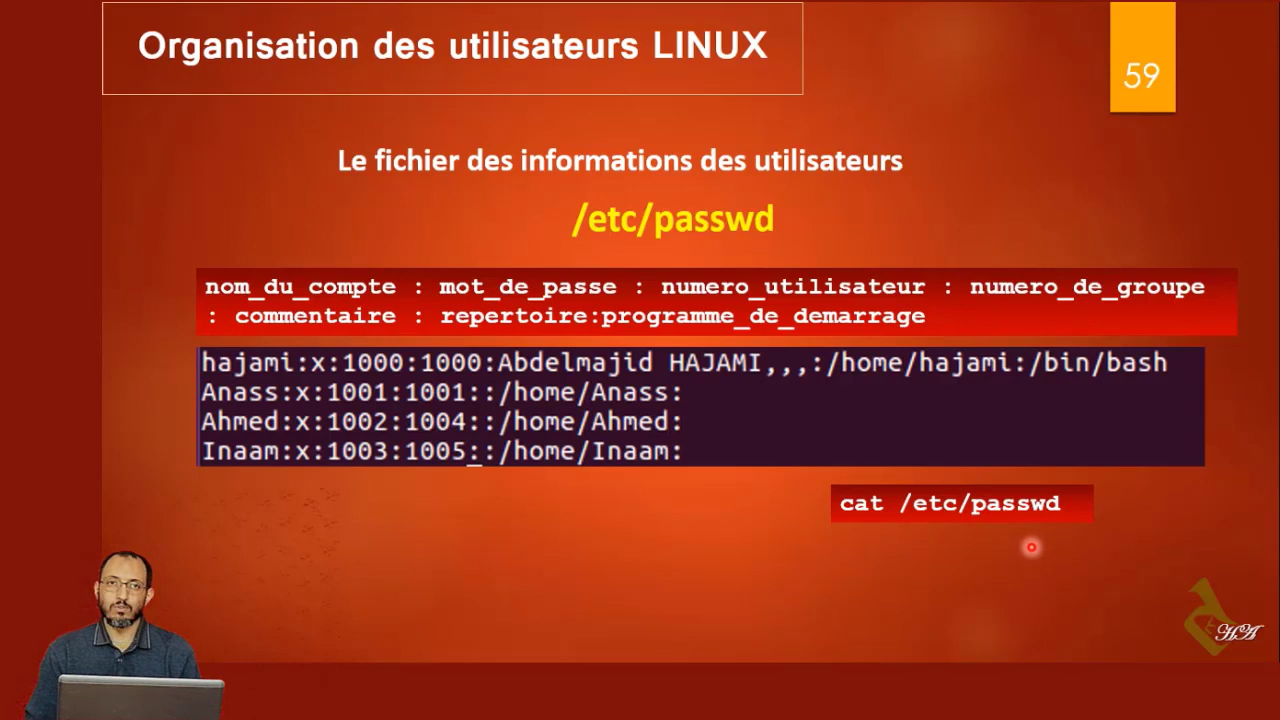 Organisation des utilisateurs LINUX
59
Le fichier des informations des utilisateurs
/etc/passwd
nom_du_compte : mot_de_passe : numero_utilisateur : numero_de_groupe
: commentaire : repertoire:programme_de_demarrage
hajami:x:1000:1000:Abdelmajid HAJAMI,,,:/home/hajami:/bin/bash
Anass:x:1001:1001::/home/Anass:
Ahmed:x:1002:1004::/home/Ahmed:
Inaam:x:1003:1005::/home/Inaam:
cat /etc/passwd
HA